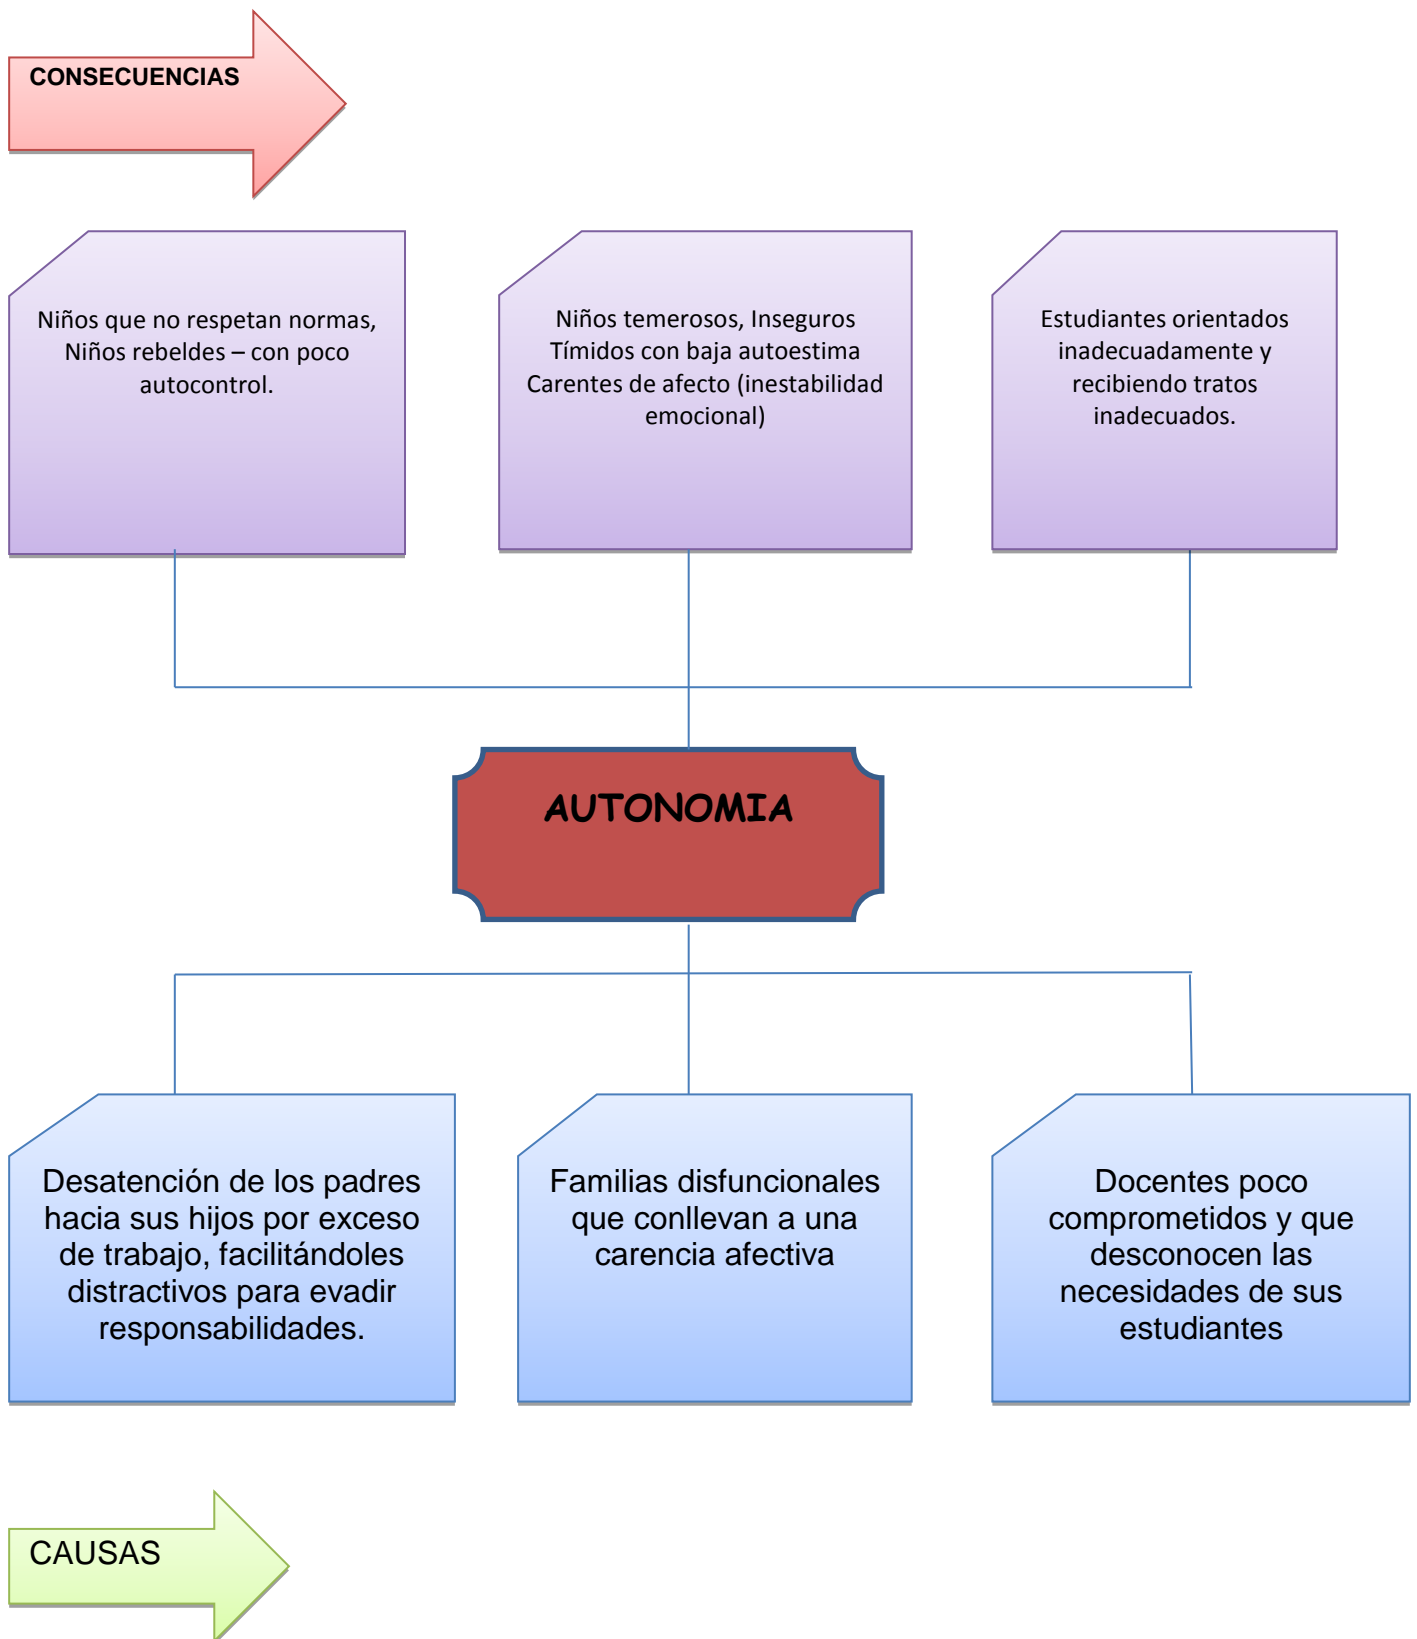 CONSECUENCIAS
Niños que no respetan normas,
Niños rebeldes – con poco
autocontrol.
Niños temerosos, Inseguros
Tímidos con baja autoestima
Carentes de afecto (inestabilidad
emocional)
Estudiantes orientados
inadecuadamente y
recibiendo tratos
inadecuados.
AUTONOMIA
Desatención de los padres
hacia sus hijos por exceso
de trabajo, facilitándoles
distractivos para evadir
responsabilidades.
Familias disfuncionales
que conllevan a una
carencia afectiva
Docentes poco
comprometidos y que
desconocen las
necesidades de sus
estudiantes
CAUSAS